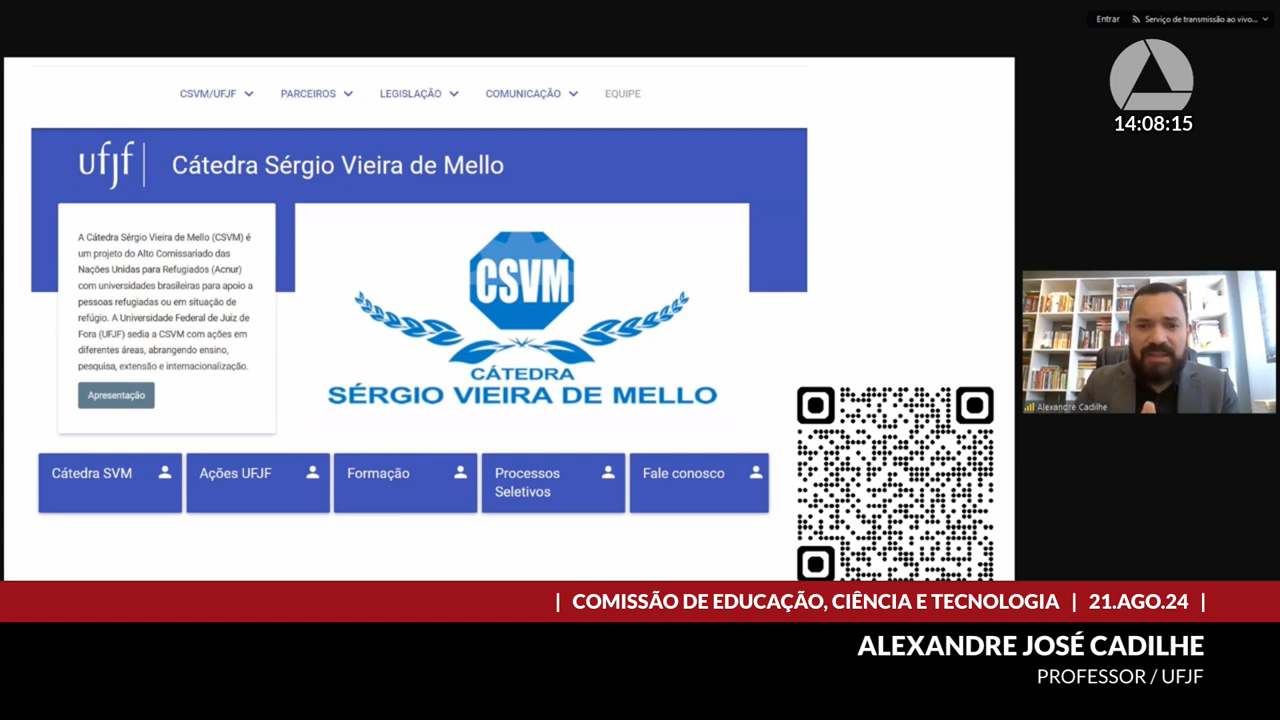 Entrar Serviço de transmissão ao vivo...
14:08:15
CSVM/UFJF PARCEIROS LEGISLAÇÃO COMUNICAÇÃO EQUIPE
ufjf Cátedra Sérgio Vieira de Mello
A Cátedra Sérgio Vieira de Mello (CSVM) é
um projeto do Alto Comissariado das
Nações Unidas para Refugiados (Acnur)
com universidades brasileiras para apoio a
pessoas refugiadas ou em situação de
refúgio. A Universidade Federal de Juiz de
Fora (UFJF) sedia a CSVM com ações em
diferentes áreas, abrangendo ensino,
pesquisa, extensão e internacionalização.
Apresentação
CSVM
CÁTEDRA
SÉRGIO VIEIRA DE MELLO
Alexandre Cadilhe
Cátedra SVM
Ações UFJF
Formação
Processos
Seletivos
Fale conosco
| COMISSÃO DE EDUCAÇÃO, CIÊNCIA E TECNOLOGIA | 21.AGO.24 |
ALEXANDRE JOSÉ CADILHE
PROFESSOR / UFJF